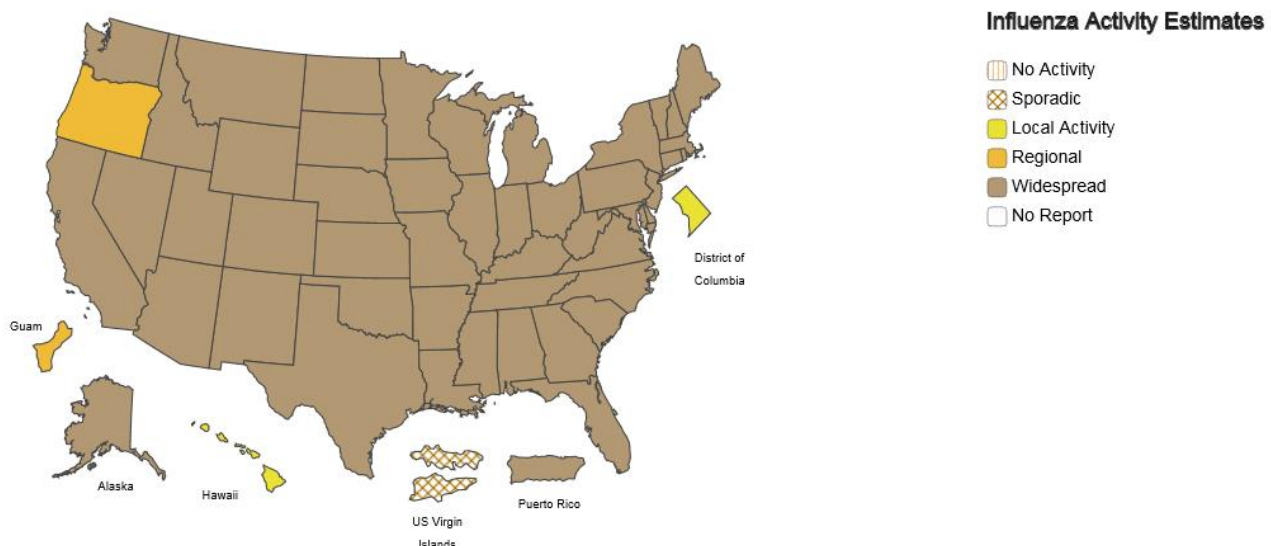 Influenza Activity Estimates
No Activity
Sporadic
Local Activity
Regional
Widespread
No Report
District of
Columbia
Guam
Alaska
Hawaii
US Virgin
Islands
Puerto Rico